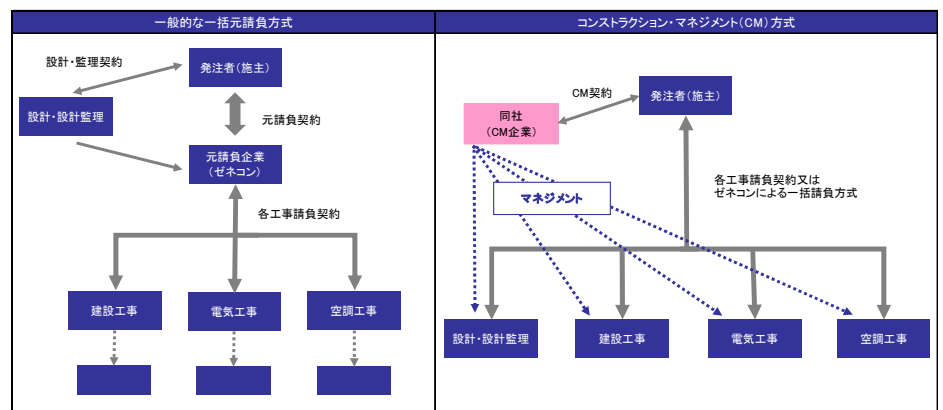 一般的な一括元請負方式
設計・監理契約
発注者(施主)
設計・設計監理
元請負契約
元請負企業
(ゼネコン)
各工事請負契約
建設工事
電気工事
空調工事
コンストラクション・マネジメント(CM)方式
CM契約
発注者(施主)
同社
(CM企業)
マネジメント
各工事請負契約又は
ゼネコンによる一括請負方式
設計・設計監理
建設工事
電気工事
空調工事